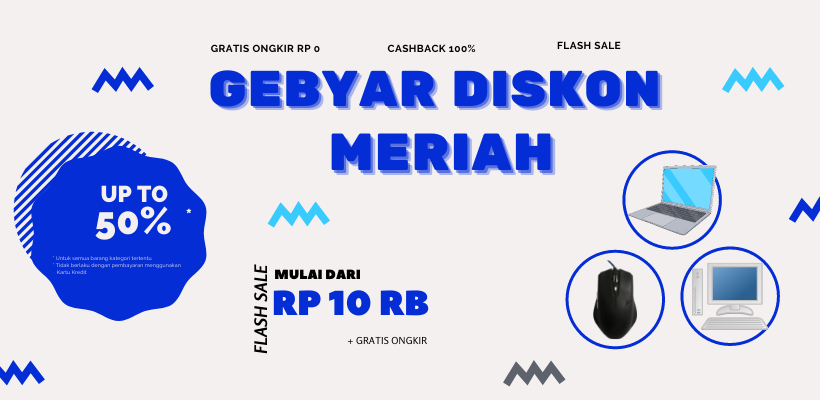 GRATIS ONGKIR RP 0
CASHBACK 100%
FLASH SALE
GEBYAR DISKON
MERIAH
UP TO
50% *
* Untuk semua barang kategori tertentu
* Tidak berlaku dengan pembayaran menggunakan
Kartu Kredit
FLASH SALE
MULAI DARI
RP 10 RB
+ GRATIS ONGKIR